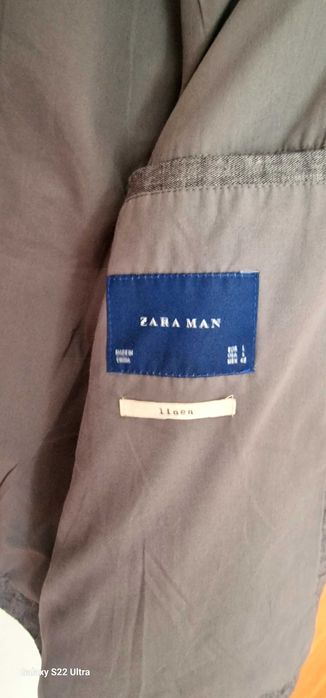 ZARA MAN
MADE IN
CHINA
EUR L
USA L
MEX 42
linen
Galaxy S22 Ultra